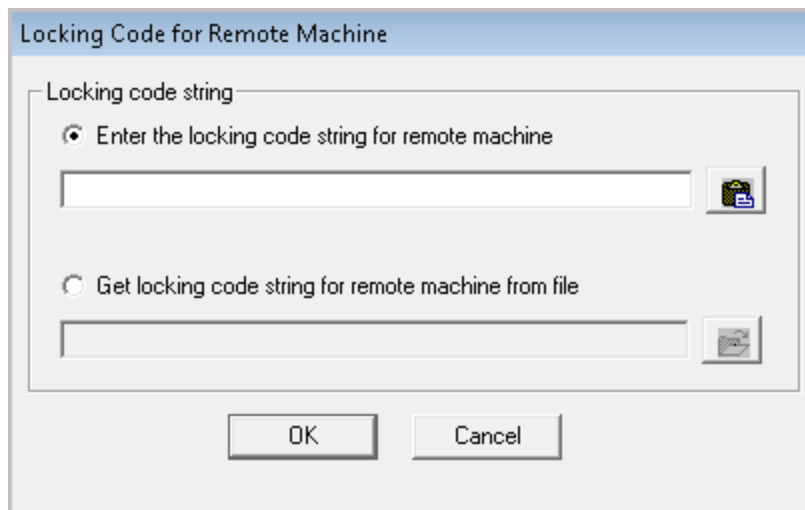 Locking Code for Remote Machine
Locking code string
Enter the locking code string for remote machine
Get locking code string for remote machine from file
OK
Cancel